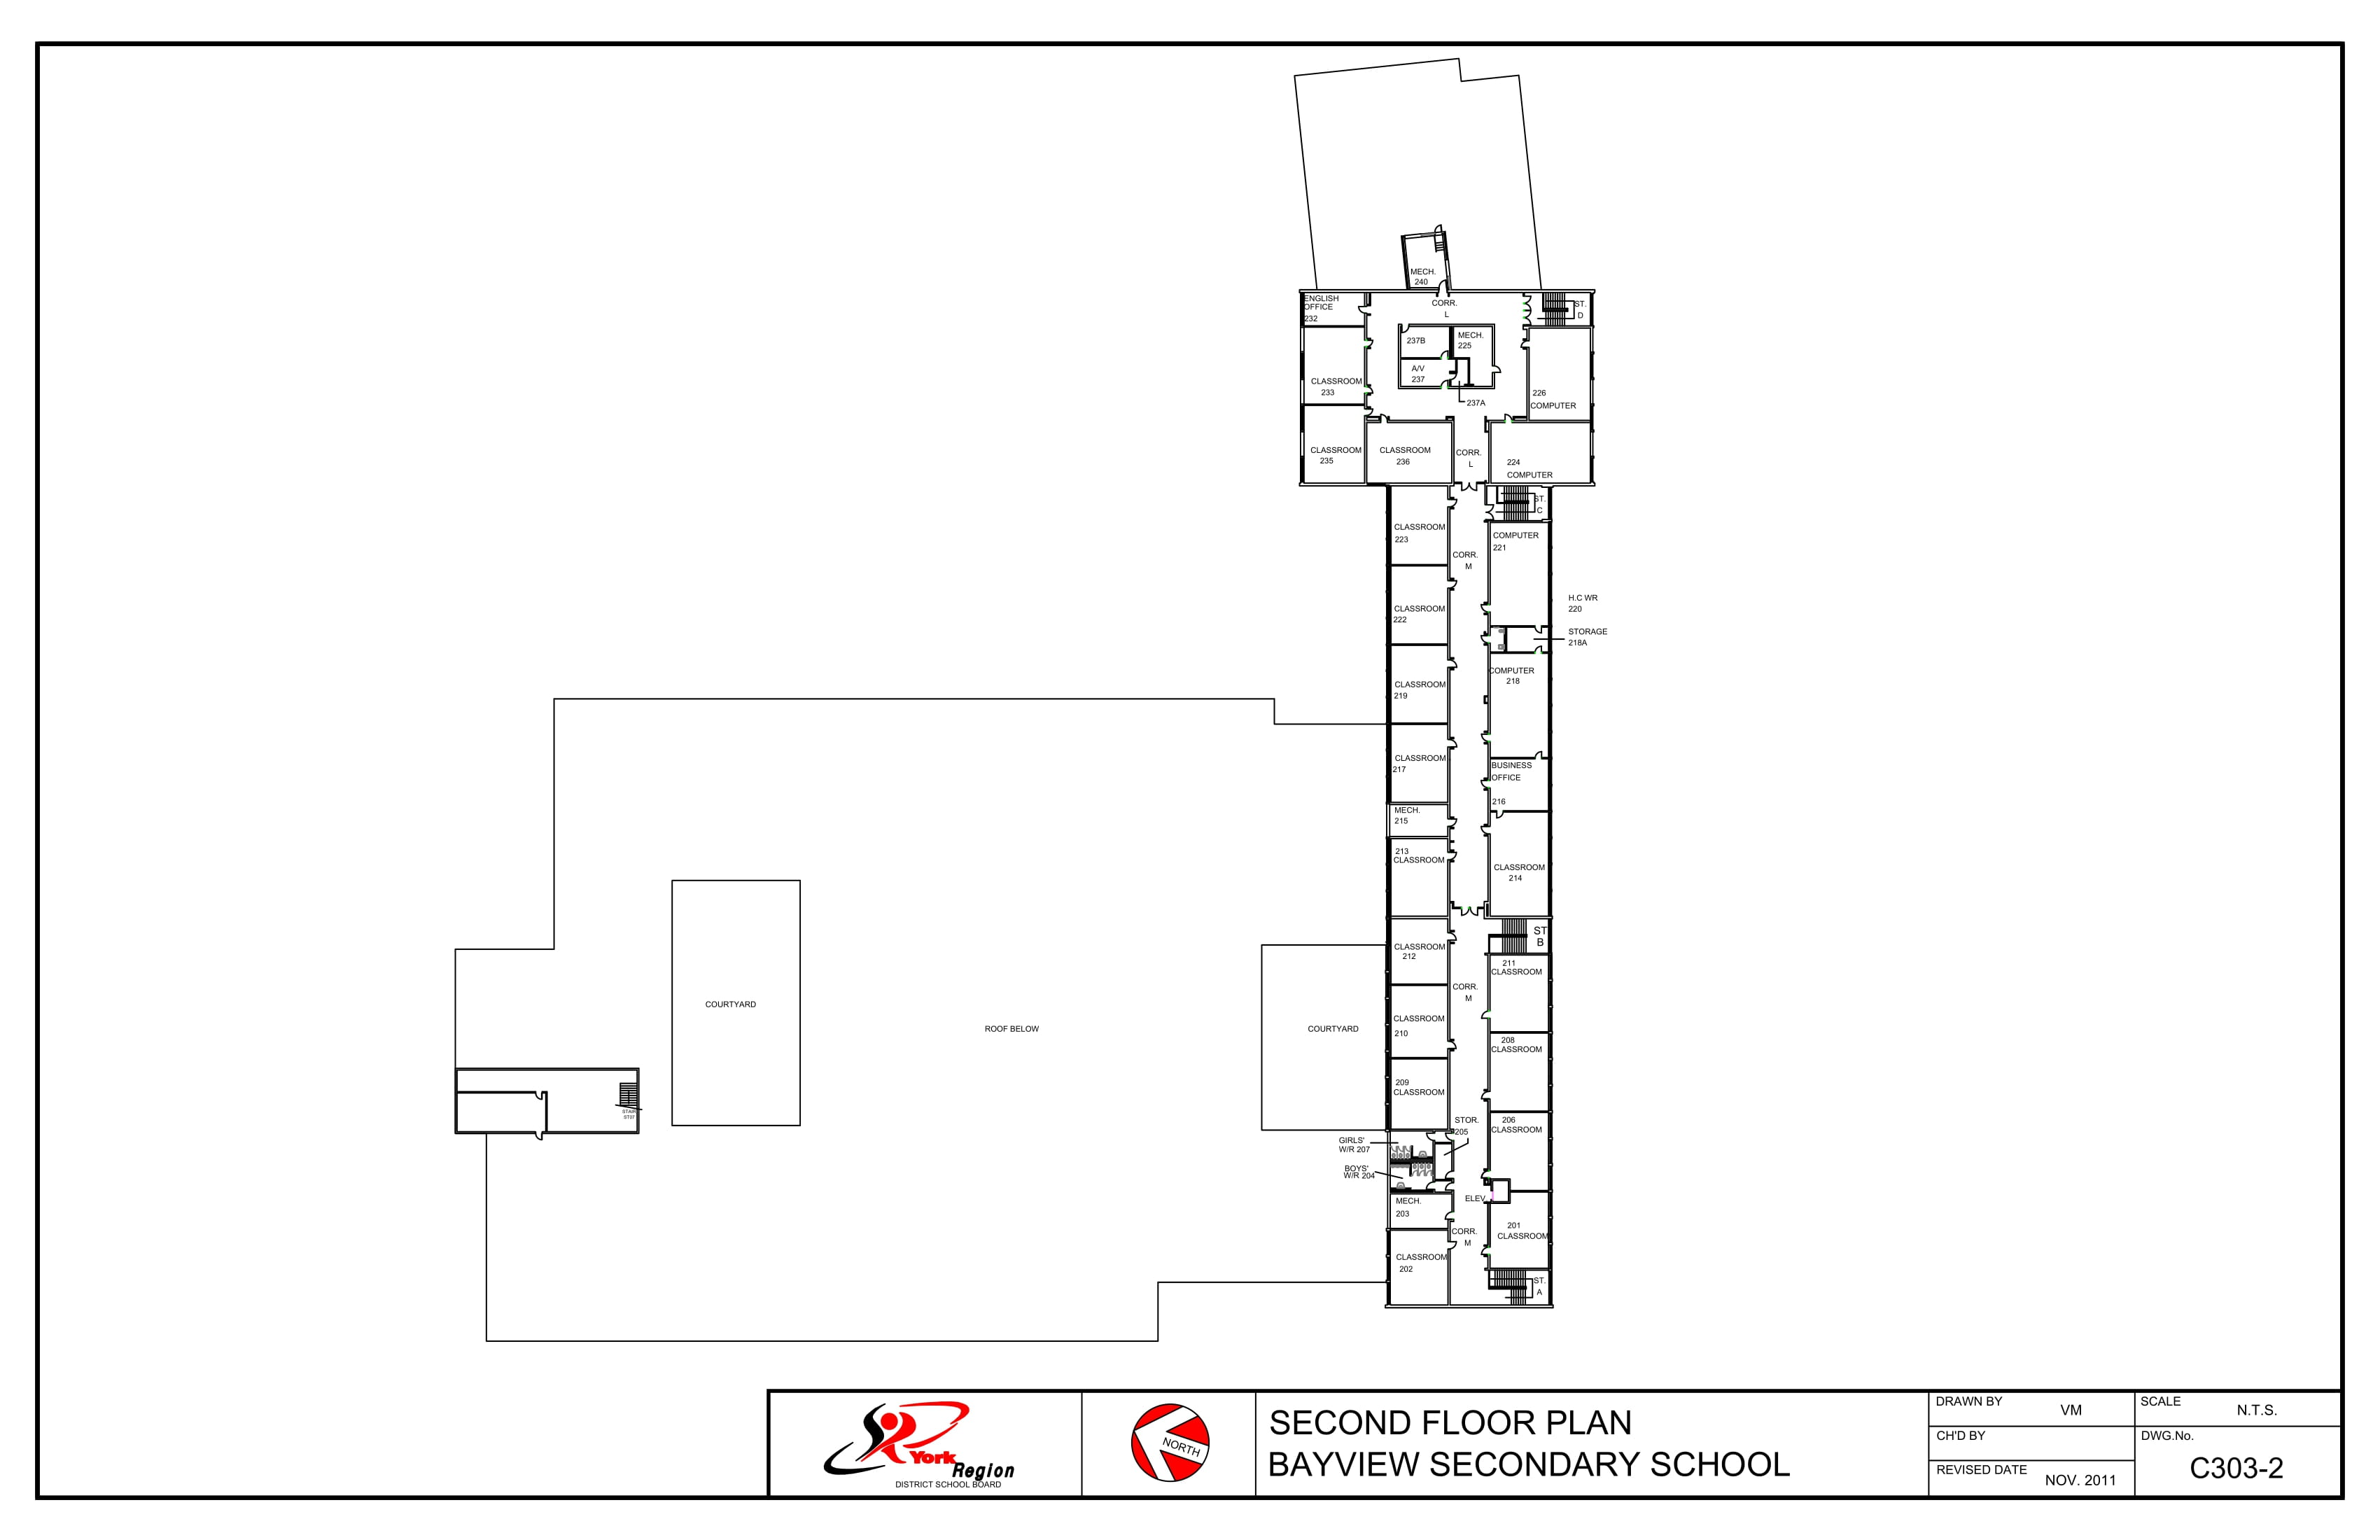 MECH.
240
ENGLISH
OFFICE
232
CORR.
L
ST.
D
237B
MECH.
225
A/V
237
237A
CLASSROOM
233
226
COMPUTER
CLASSROOM
235
CLASSROOM
236
CORR.
L
224
COMPUTER
ST.
C
CLASSROOM
223
COMPUTER
221
CORR.
M
CLASSROOM
222
H.C WR
220
STORAGE
218A
CLASSROOM
219
COMPUTER
218
CLASSROOM
217
BUSINESS
OFFICE
216
MECH.
215
213
CLASSROOM
CLASSROOM
214
ST
B
CLASSROOM
212
211
CLASSROOM
CORR.
M
CLASSROOM
210
208
CLASSROOM
COURTYARD
ROOF BELOW
COURTYARD
209
CLASSROOM
STAIR
ST27
STOR.
205
206
CLASSROOM
GIRLS'
W/R 207
BOYS'
W/R 204
MECH.
203
ELEV.
CORR.
M
201
CLASSROOM
CLASSROOM
202
ST.
A
York
Region
DISTRICT SCHOOL BOARD
NORTH
SECOND FLOOR PLAN
BAYVIEW SECONDARY SCHOOL
DRAWN BY
VM
SCALE
N.T.S.
CH'D BY
DWG.No.
C303-2
REVISED DATE
NOV. 2011